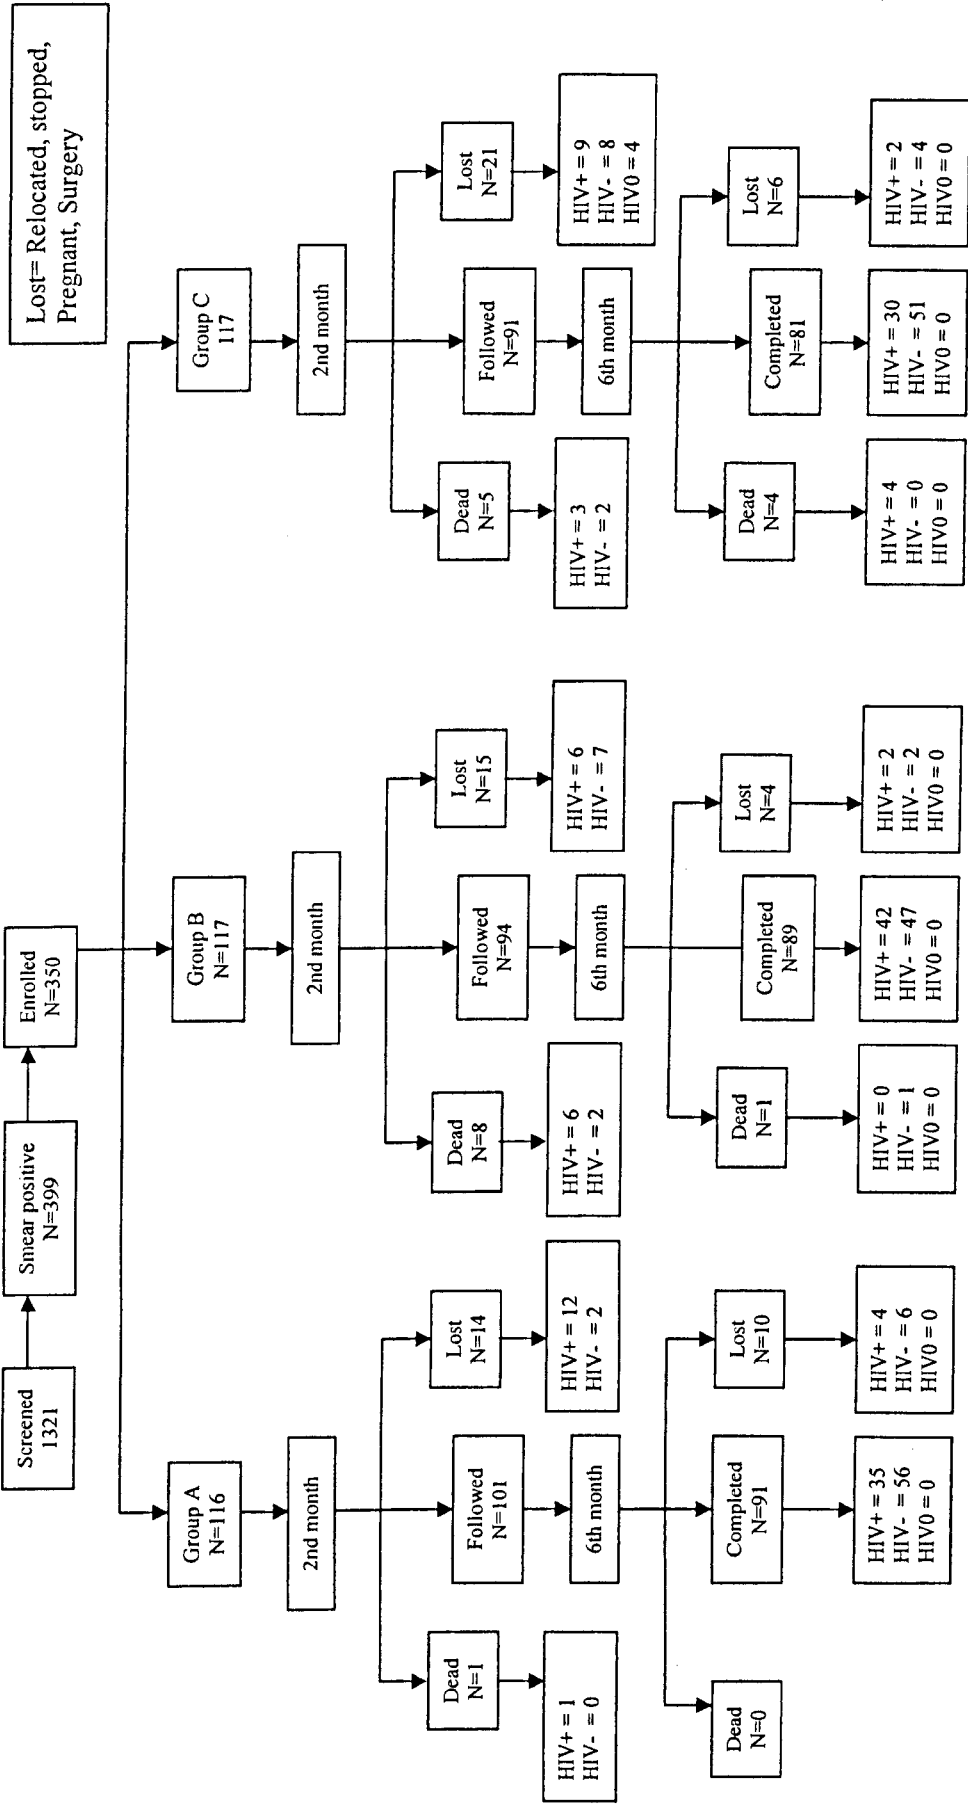 Lost= Relocated, stopped,
Pregnant, Surgery
Screened
1321
Smear positive
N=399
Enrolled
N=350
Group A
N=116
Group B
N=117
Group C
117
2nd month
2nd month
2nd month
Dead
N=1
Followed
N=101
Lost
N=14
Dead
N=8
Followed
N=94
Lost
N=15
Dead
N=5
Followed
N=91
Lost
N=21
HIV+ = 1
HIV- = 0
HIV+ = 12
HIV- = 2
HIV+ = 6
HIV- = 2
HIV+ = 6
HIV- = 7
HIV+ = 3
HIV- = 2
HIV+ = 9
HIV- = 8
HIV0 = 4
6th month
6th month
6th month
Dead
N=0
Completed
N=91
Lost
N=10
Dead
N=1
Completed
N=89
Lost
N=4
Dead
N=4
Completed
N=81
Lost
N=6
HIV+ = 35
HIV- = 56
HIV0 = 0
HIV+ = 4
HIV- = 6
HIV0 = 0
HIV+ = 0
HIV- = 1
HIV0 = 0
HIV+ = 42
HIV- = 47
HIV0 = 0
HIV+ = 2
HIV- = 2
HIV0 = 0
HIV+ = 4
HIV- = 0
HIV0 = 0
HIV+ = 30
HIV- = 51
HIV0 = 0
HIV+ = 2
HIV- = 4
HIV0 = 0